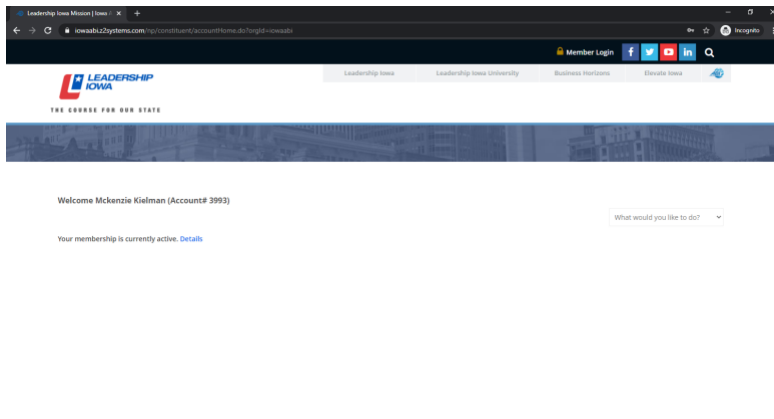 Leadership Iowa Mission | Iowa A
iowaabi.z2systems.com/np/constituent/accountHome.do?orgId=iowaabi
Incognito
Member Login
Leadership Iowa
Leadership Iowa University
Business Horizons
Elevate Iowa
LEADERSHIP
IOWA
THE COURSE FOR OUR STATE
Welcome Mckenzie Kielman (Account# 3993)
What would you like to do?
Your membership is currently active. Details